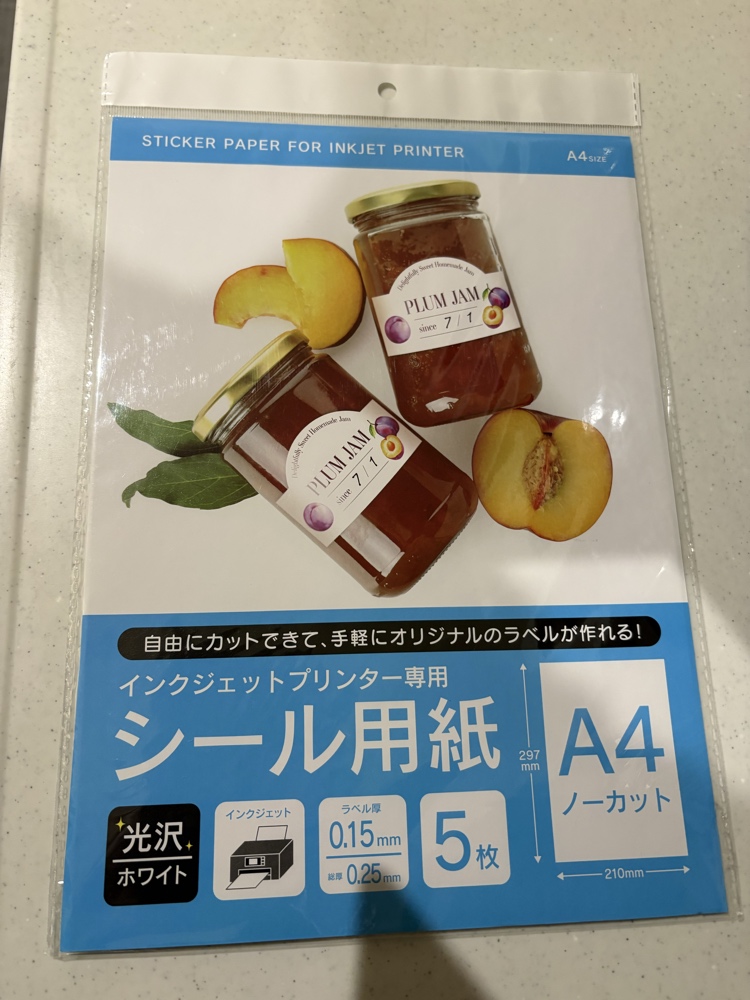 STICKER PAPER FOR INKJET PRINTER
A4 SIZE
Delightfully Sweet Homemade Jam
PLUM JAM
since 7 / 1
Delightfully Sweet Homemade Jam
PLUM JAM
since 7 / 1
自由にカットできて、手軽にオリジナルのラベルが作れる!
インクジェットプリンター専用
シール用紙
297
mm
A4
ノーカット
210mm
光沢
ホワイト
インクジェット
ラベル厚
0.15mm
総厚 0.25mm
5枚